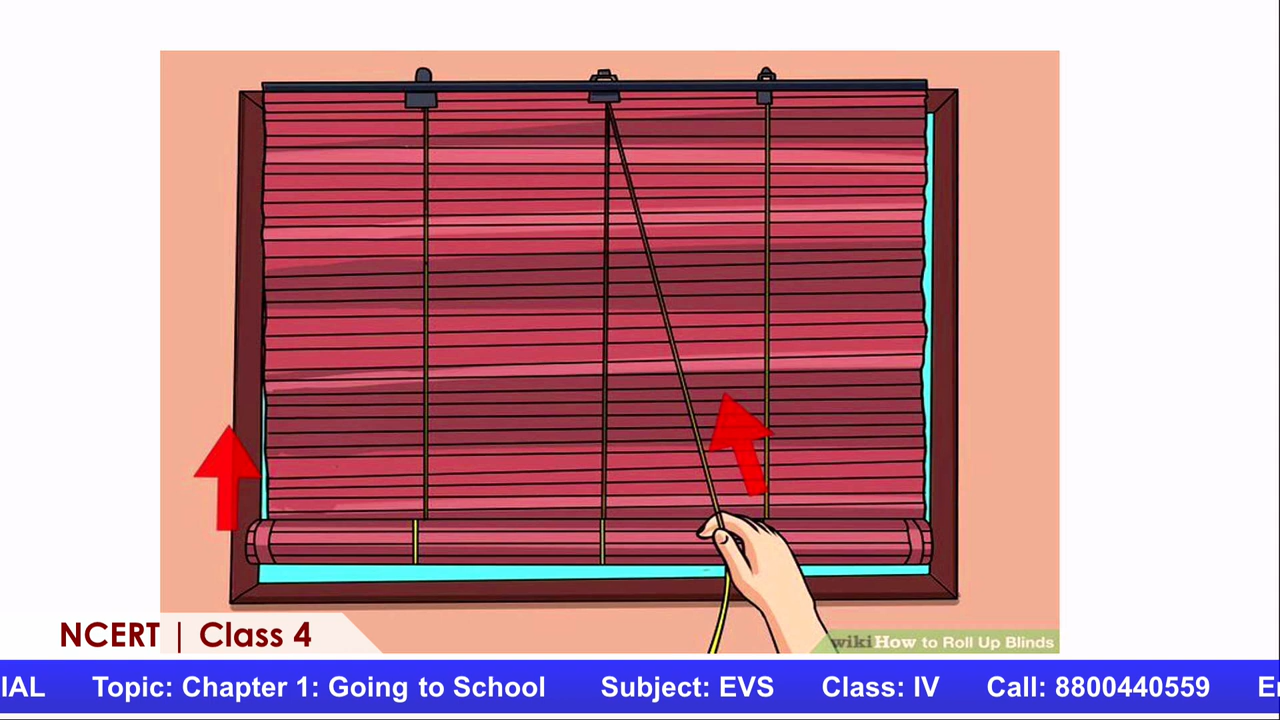 wikiHow to Roll Up Blinds
NCERT | Class 4
IAL Topic: Chapter 1: Going to School Subject: EVS Class: IV Call: 8800440559 E